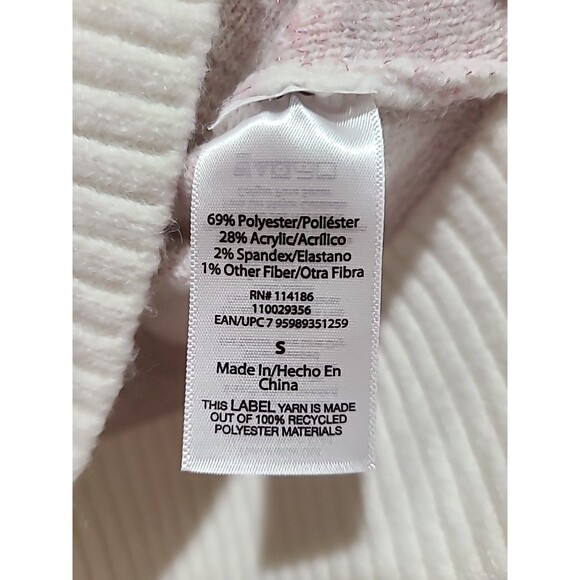 69% Polyester/Poliéster
28% Acrylic/Acrílico
2% Spandex/Elastano
1% Other Fiber/Otra Fibra
RN# 114186
110029356
EAN/UPC 7 95989351259
S
Made In/Hecho En
China
THIS LABEL YARN IS MADE
OUT OF 100% RECYCLED
POLYESTER MATERIALS